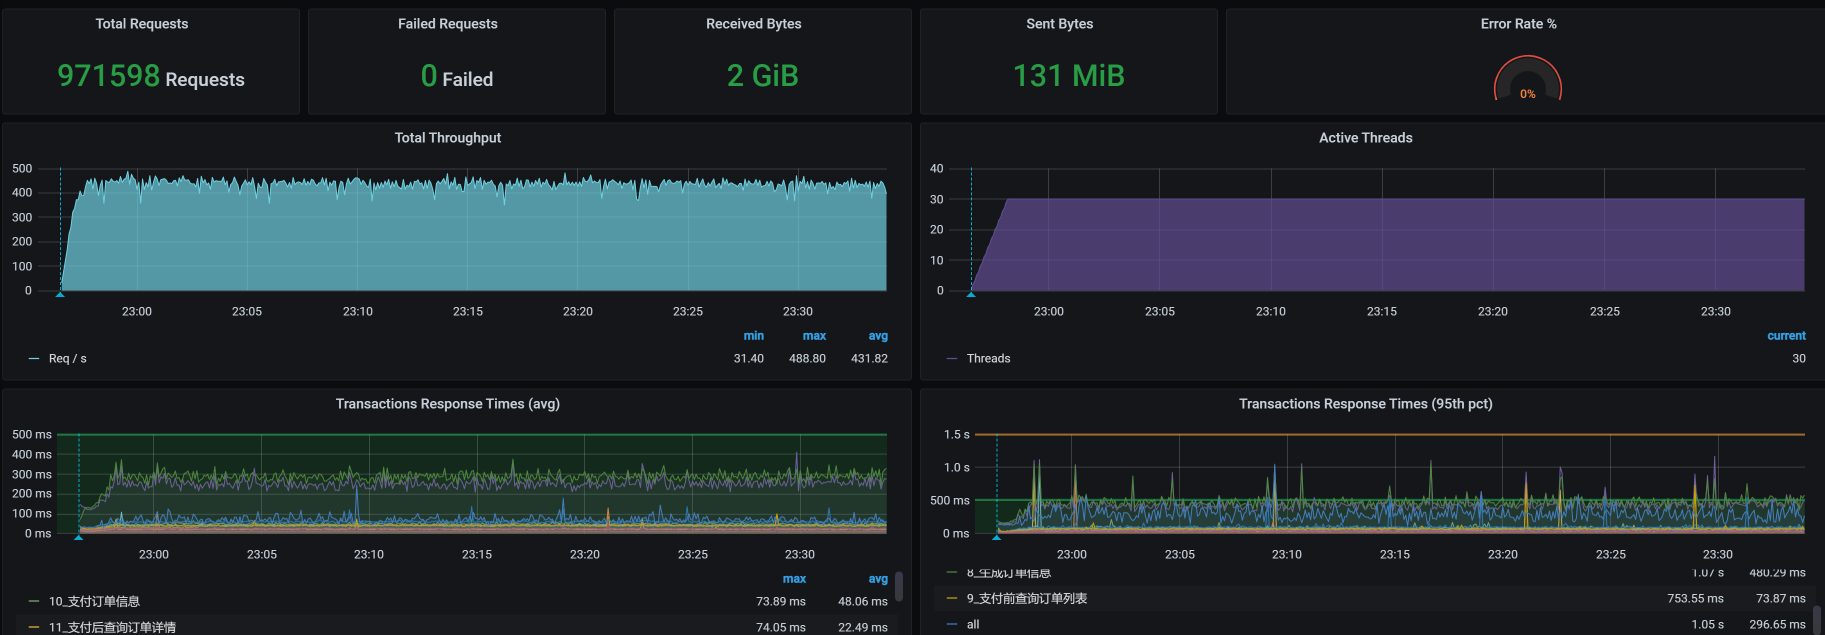 Total Requests
Failed Requests
Received Bytes
Sent Bytes
Error Rate %
971598 Requests
0 Failed
2 GiB
131 MiB
0%
Total Throughput
500
400
300
200
100
0
23:00 23:05 23:10 23:15 23:20 23:25 23:30
min max avg
Req / s 31.40 488.80 431.82
Active Threads
40
30
20
10
0
23:00 23:05 23:10 23:15 23:20 23:25 23:30
current
Threads 30
Transactions Response Times (avg)
500 ms
400 ms
300 ms
200 ms
100 ms
0 ms
23:00 23:05 23:10 23:15 23:20 23:25 23:30
max avg
10_支付订单信息 73.89 ms 48.06 ms
11_支付后查询订单详情 74.05 ms 22.49 ms
Transactions Response Times (95th pct)
1.5 s
1.0 s
500 ms
0 ms
23:00 23:05 23:10 23:15 23:20 23:25 23:30
8_生成订单信息 1.07 s 480.29 ms
9_支付前查询订单列表 753.55 ms 73.87 ms
all 1.05 s 296.65 ms